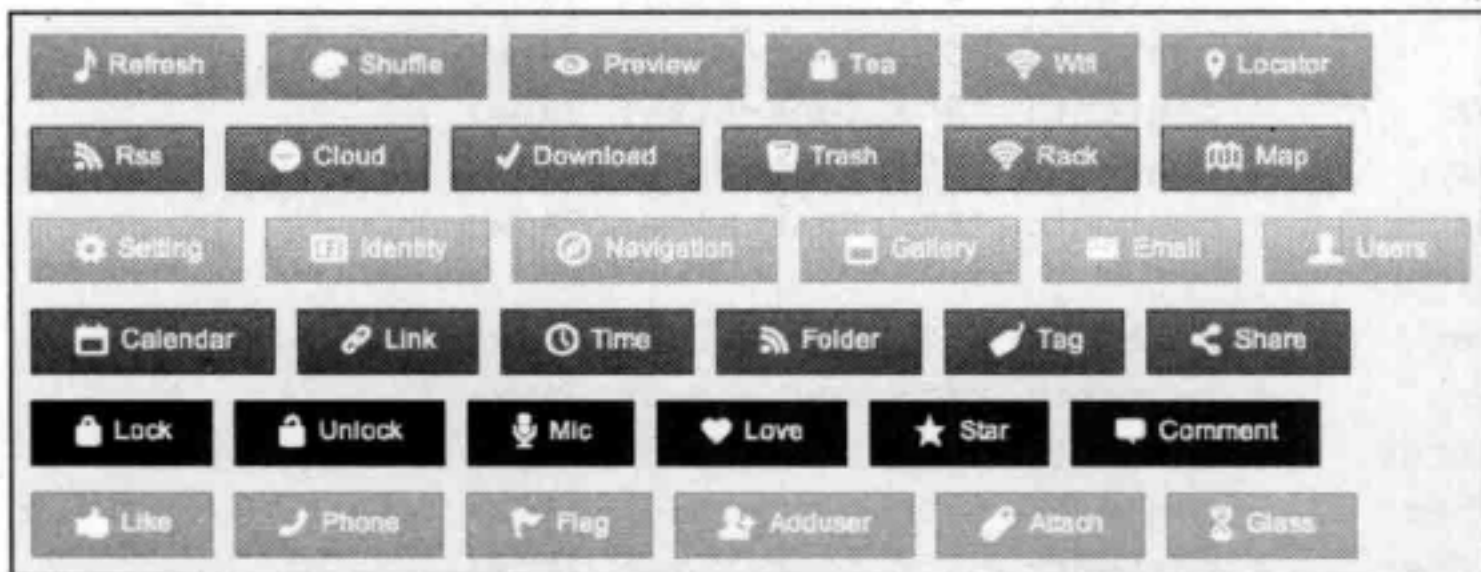 Refresh Shuffle Preview Tea Wifi Locator
Rss Cloud Download Trash Rack Map
Setting Identity Navigation Gallery Email Users
Calendar Link Time Folder Tag Share
Lock Unlock Mic Love Star Comment
Like Phone Flag Adduser Attach Glass